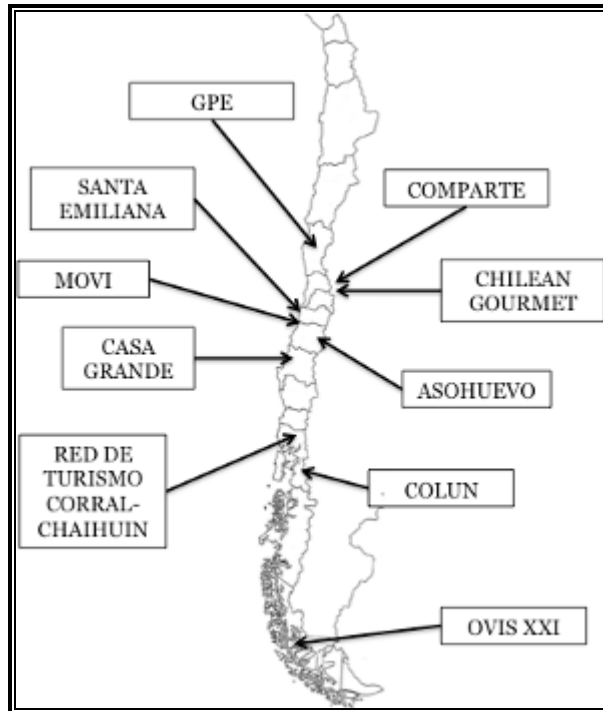 GPE
SANTA
EMILIANA
COMPARTE
MOVI
CHILEAN
GOURMET
CASA
GRANDE
ASOHUEVO
RED DE
TURISMO
CORRAL-
CHAIHUIN
COLUN
OVIS XXI